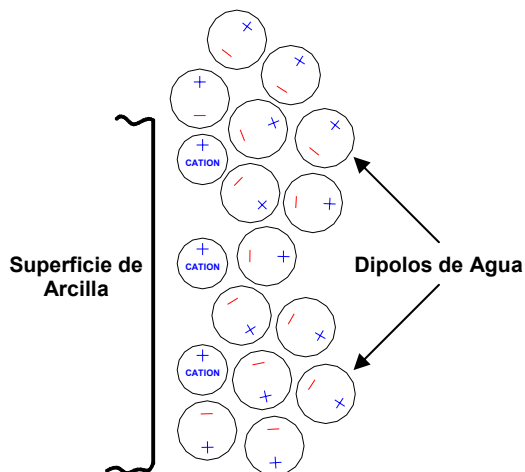 CATION
Superficie de
Arcilla
CATION
Dipolos de Agua
CATION